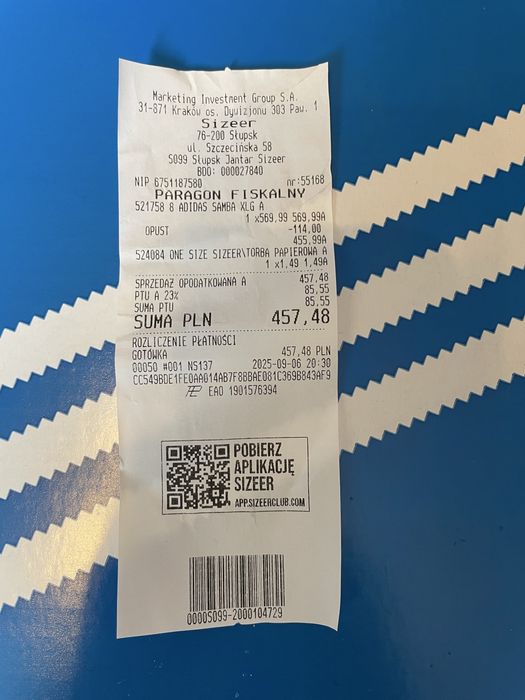 Marketing Investment Group S.A.
31-871 Kraków os. Dywizjonu 303 Paw. 1
Sizeer
76-200 Słupsk
ul. Szczecińska 58
S099 Słupsk Jantar Sizeer
BDO: 000027840
NIP 6751187580 nr:55168
PARAGON FISKALNY
521758 8 ADIDAS SAMBA XLG A
1 x569,99 569,99A
OPUST -114,00
455,99A
524084 ONE SIZE SIZEER\TORBA PAPIEROWA A
1 x1,49 1,49A
SPRZEDAŻ OPODATKOWANA A 457,48
PTU A 23% 85,55
SUMA PTU 85,55
SUMA PLN 457,48
ROZLICZENIE PŁATNOŚCI
GOTÓWKA 457,48 PLN
00050 #001 NS137 2025-09-06 20:30
CC549BDE1FE0AA014AB7F8BBAE081C369B843AF9
EAO 1901576394
POBIERZ
APLIKACJĘ
SIZEER
APP.SIZEERCLUB.COM
0000S099-2000104729